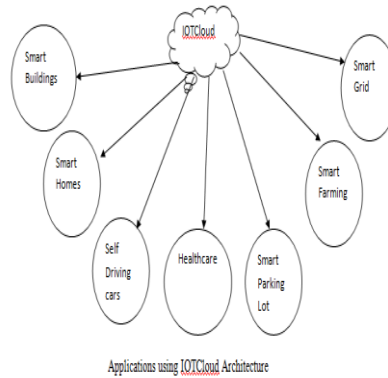 IOTCloud
Smart
Buildings
Smart
Grid
Smart
Homes
Smart
Farming
Self
Driving
cars
Healthcare
Smart
Parking
Lot
Applications using IOTCloud Architecture